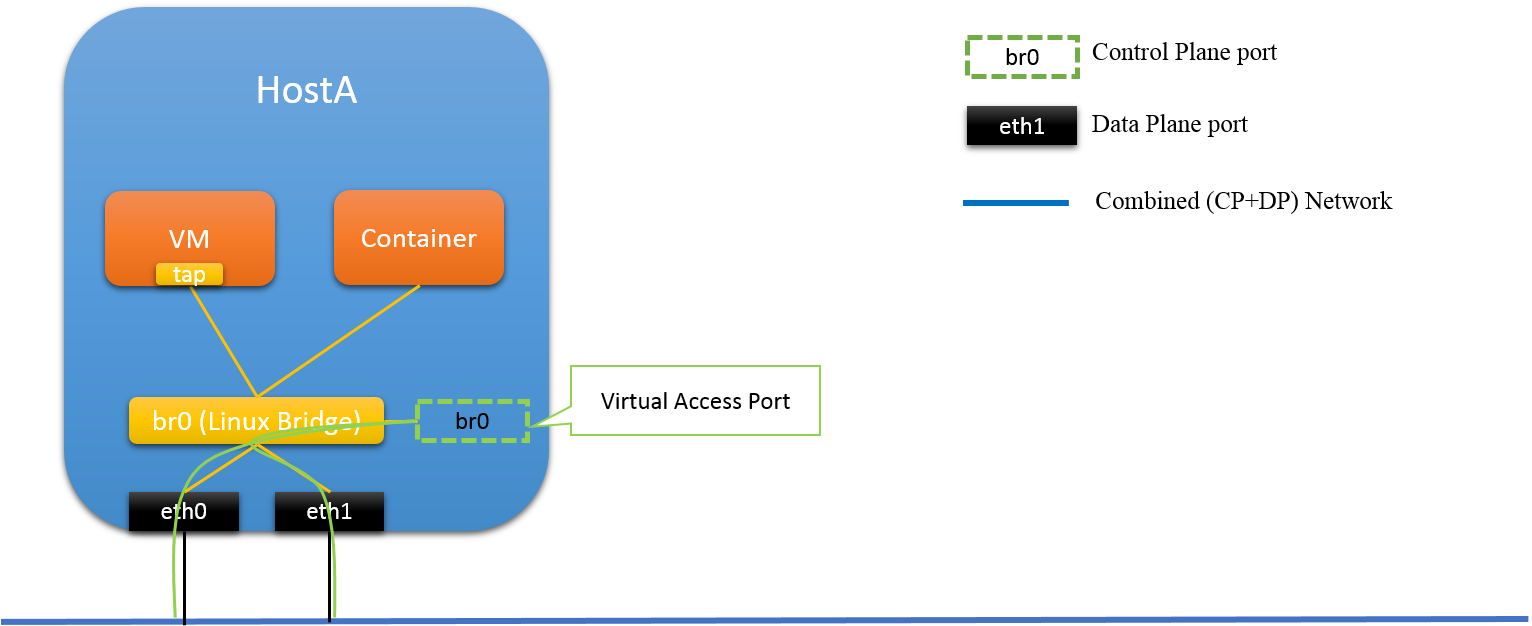 HostA
VM
tap
Container
br0 (Linux Bridge)
br0
Virtual Access Port
eth0
eth1
br0
Control Plane port
eth1
Data Plane port
Combined (CP+DP) Network